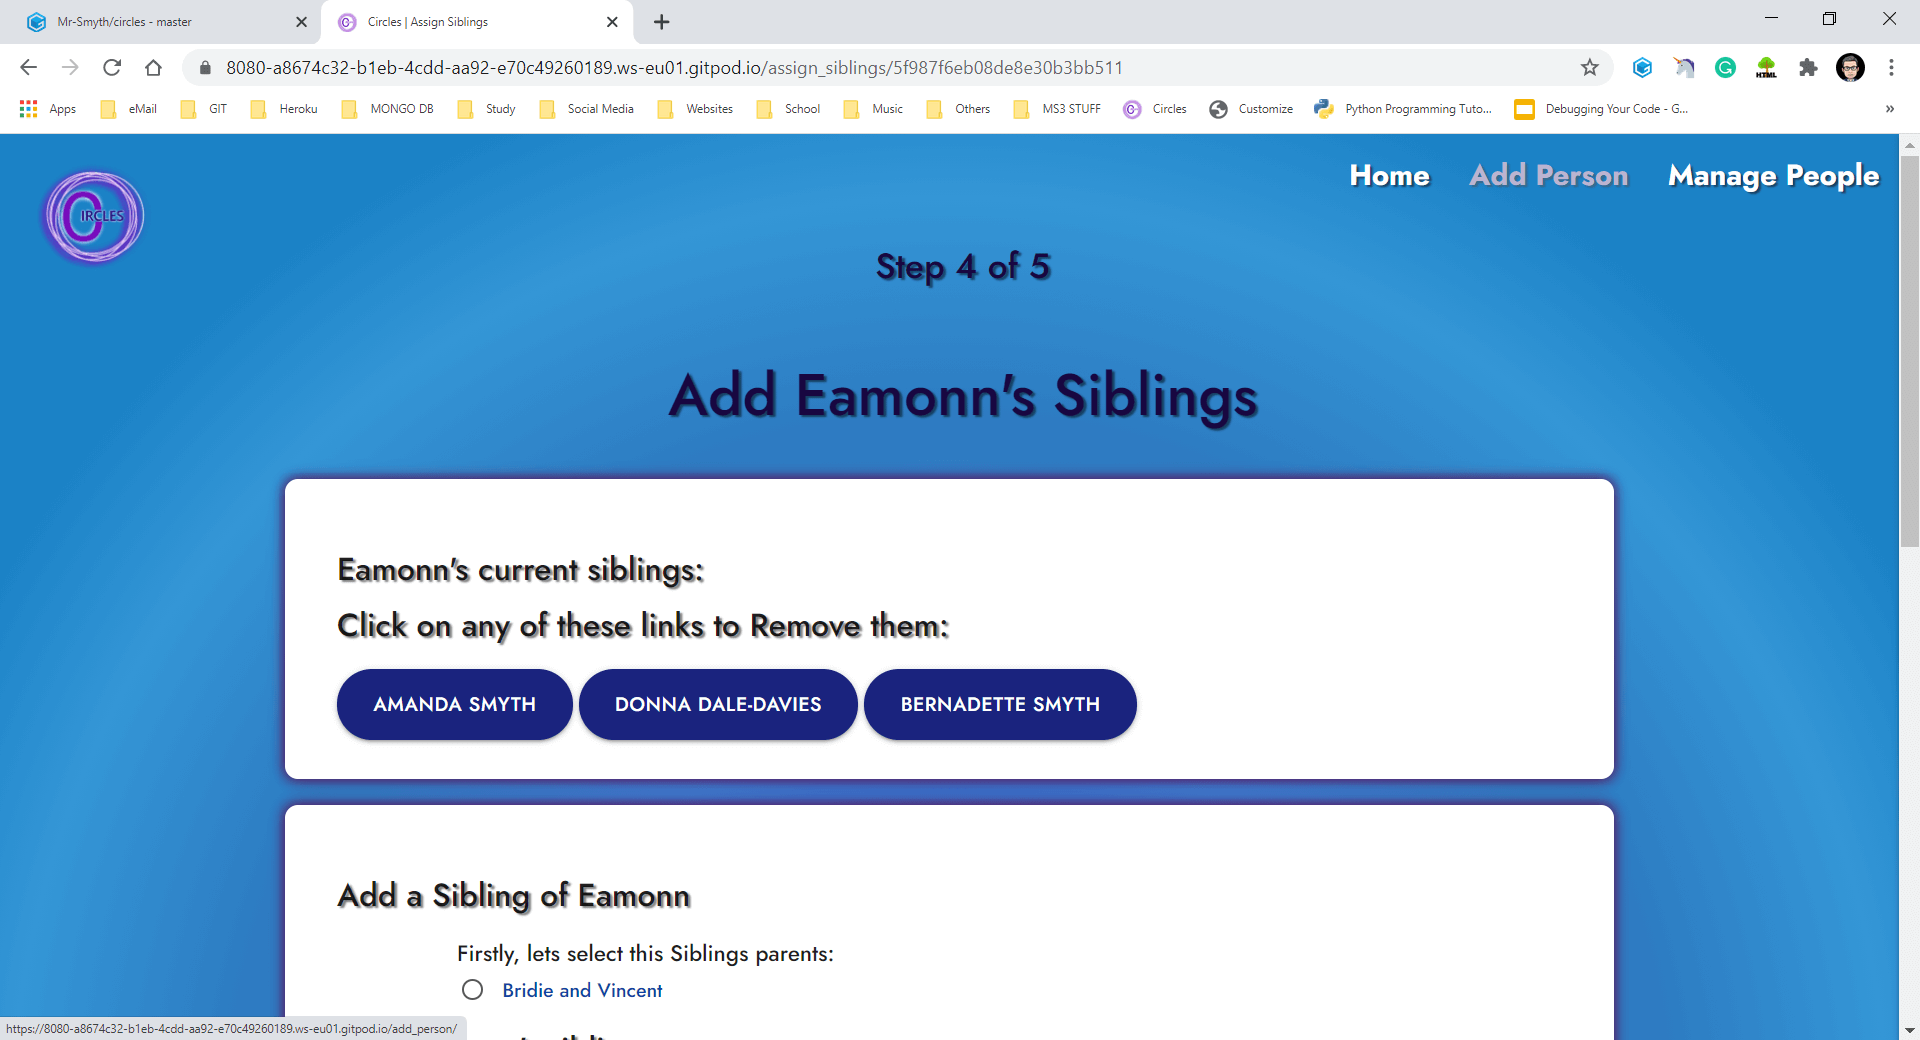 Mr-Smyth/circles - master
Circles | Assign Siblings
8080-a8674c32-b1eb-4cdd-aa92-e70c49260189.ws-eu01.gitpod.io/assign_siblings/5f987f6eb08de8e30b3bb511
HTML
Apps eMail GIT Heroku MONGO DB Study Social Media Websites School Music Others MS3 STUFF Circles Customize Python Programming Tuto... Debugging Your Code - G... »
CIRCLES
Home Add Person Manage People
Step 4 of 5
Add Eamonn's Siblings
Eamonn's current siblings:
Click on any of these links to Remove them:
AMANDA SMYTH DONNA DALE-DAVIES BERNADETTE SMYTH
Add a Sibling of Eamonn
Firstly, lets select this Siblings parents:
Bridie and Vincent
https://8080-a8674c32-b1eb-4cdd-aa92-e70c49260189.ws-eu01.gitpod.io/add_person/